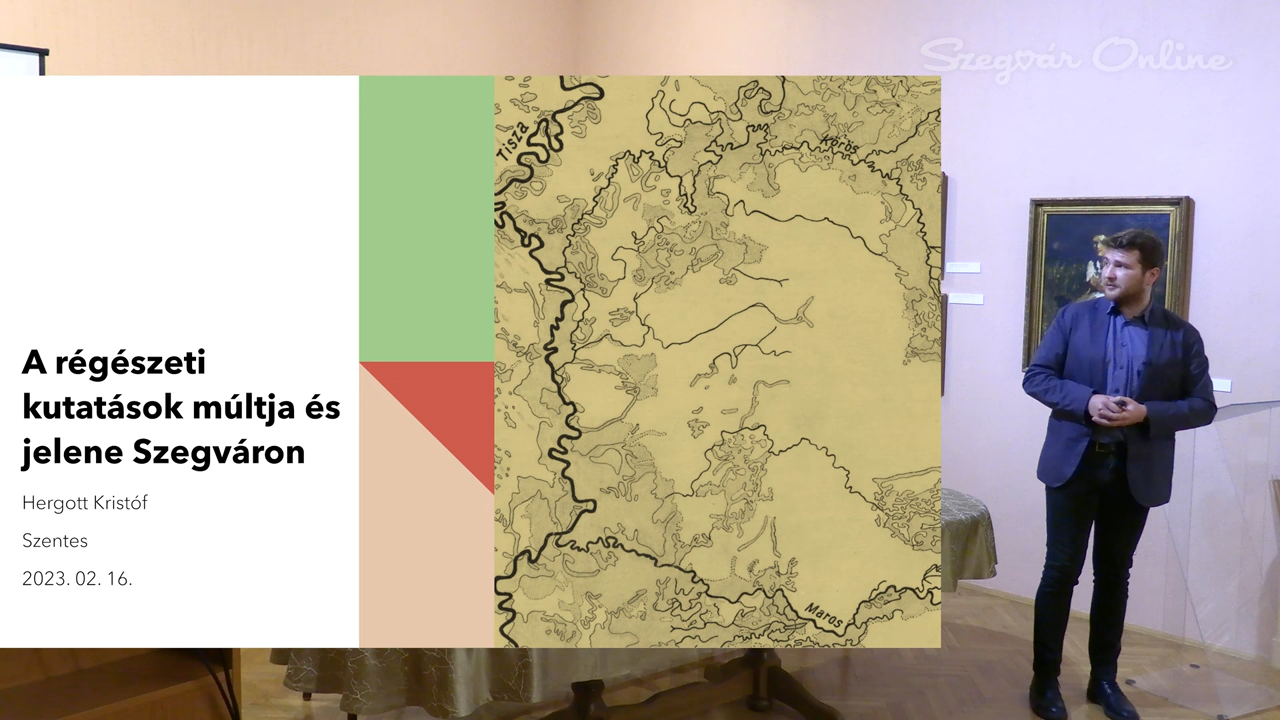 Szegvár Online
A régészeti
kutatások múltja és
jelene Szegváron
Hergott Kristóf
Szentes
2023. 02. 16.
Tisza
Körös
Maros